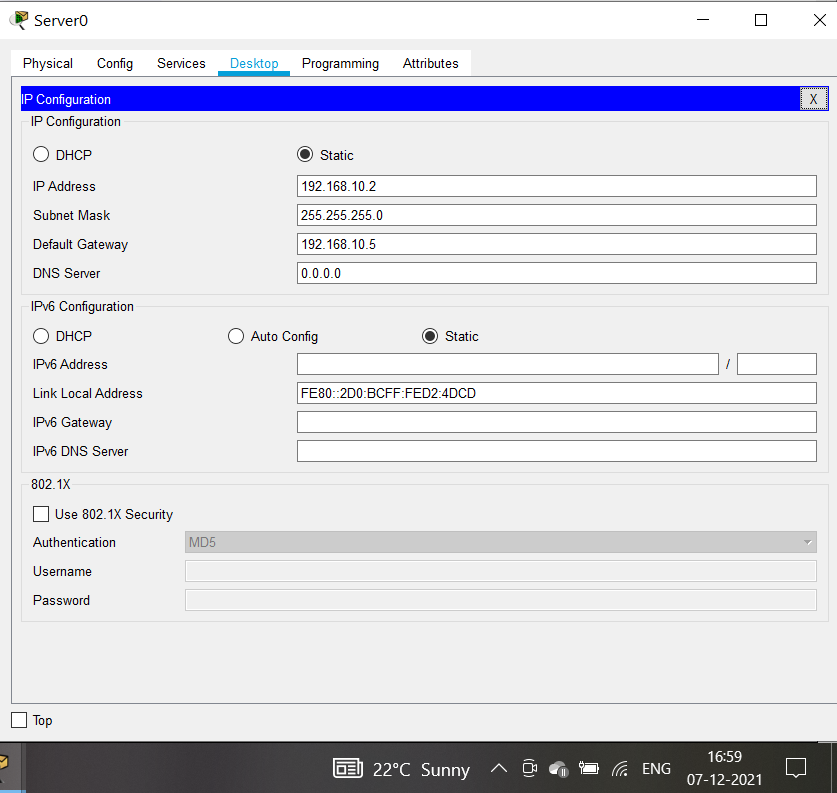 Server0
Physical Config Services Desktop Programming Attributes
IP Configuration X
IP Configuration
DHCP Static
IP Address 192.168.10.2
Subnet Mask 255.255.255.0
Default Gateway 192.168.10.5
DNS Server 0.0.0.0
IPv6 Configuration
DHCP Auto Config Static
IPv6 Address /
Link Local Address FE80::2D0:BCFF:FED2:4DCD
IPv6 Gateway
IPv6 DNS Server
802.1X
Use 802.1X Security
Authentication MD5
Username
Password
Top
22°C Sunny ENG 16:59
07-12-2021